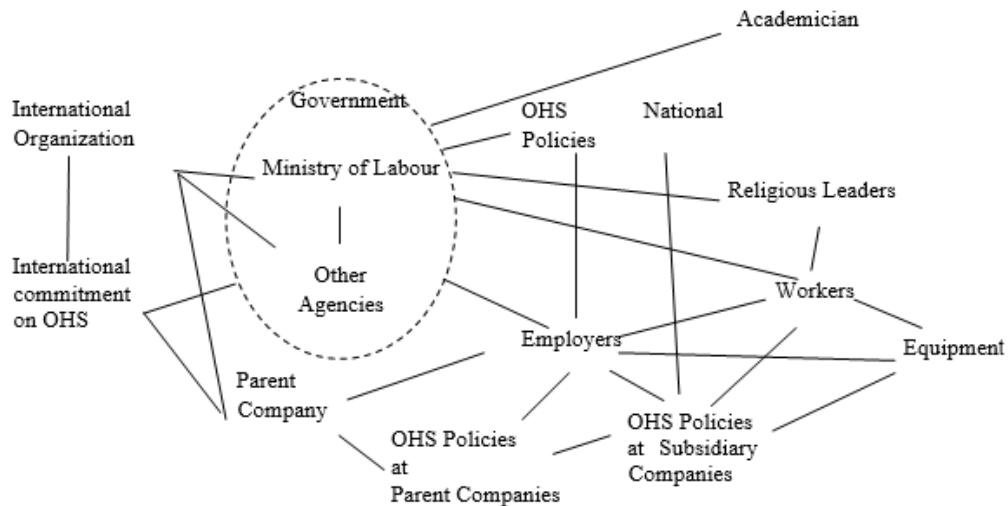 Academician
Government
International
Organization
OHS National
Policies
Ministry of Labour
Religious Leaders
International
commitment
on OHS
Other
Agencies
Workers
Employers
Equipment
Parent
Company
OHS Policies
at
Parent Companies
OHS Policies
at Subsidiary
Companies